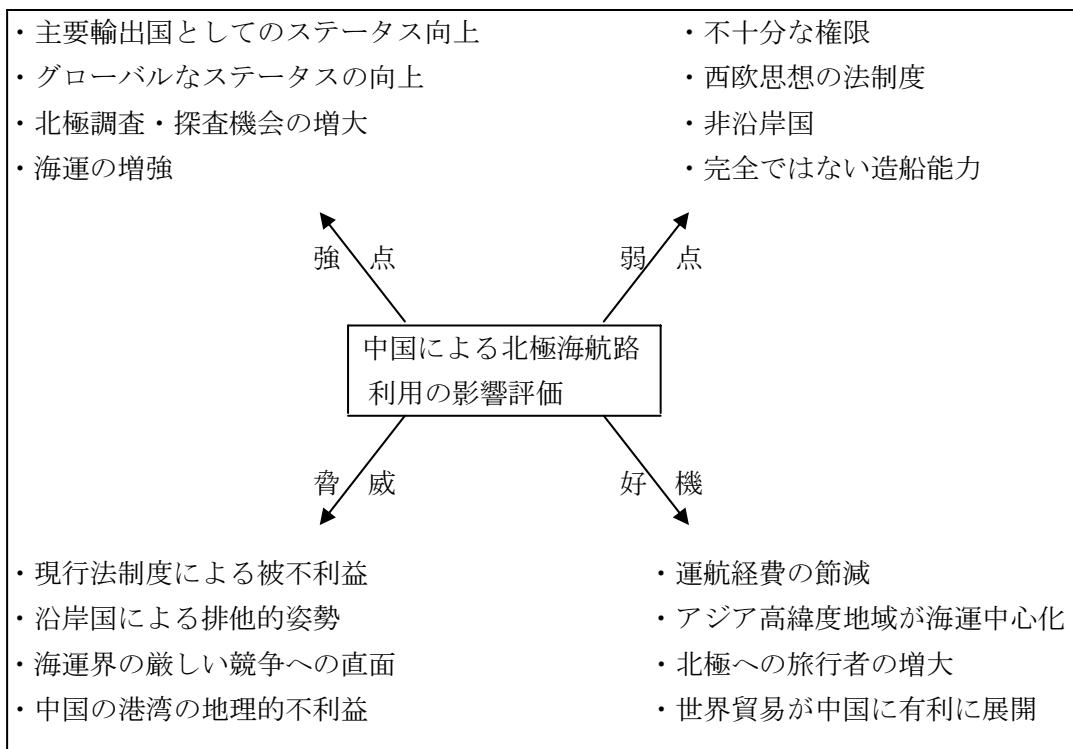 ・主要輸出国としてのステータス向上
・グローバルなステータスの向上
・北極調査・探査機会の増大
・海運の増強
・不十分な権限
・西欧思想の法制度
・非沿岸国
・完全ではない造船能力
強 点
弱 点
中国による北極海航路
利用の影響評価
脅 威
好 機
・現行法制度による被不利益
・沿岸国による排他的姿勢
・海運界の厳しい競争への直面
・中国の港湾の地理的不利益
・運航経費の節減
・アジア高緯度地域が海運中心化
・北極への旅行者の増大
・世界貿易が中国に有利に展開